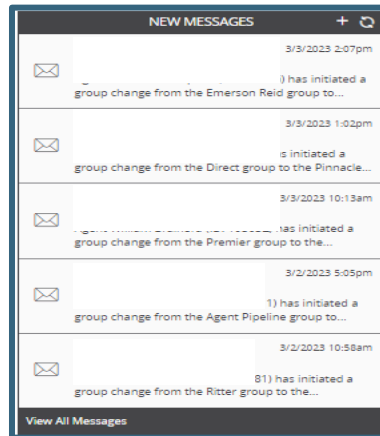 NEW MESSAGES
3/3/2023 2:07pm
) has initiated a
group change from the Emerson Reid group to...
3/3/2023 1:02pm
s initiated a
group change from the Direct group to the Pinnacle...
3/3/2023 10:13am
has initiated a
group change from the Premier group to the...
3/2/2023 5:05pm
1) has initiated a
group change from the Agent Pipeline group to...
3/2/2023 10:58am
81) has initiated a
group change from the Ritter group to the...
View All Messages